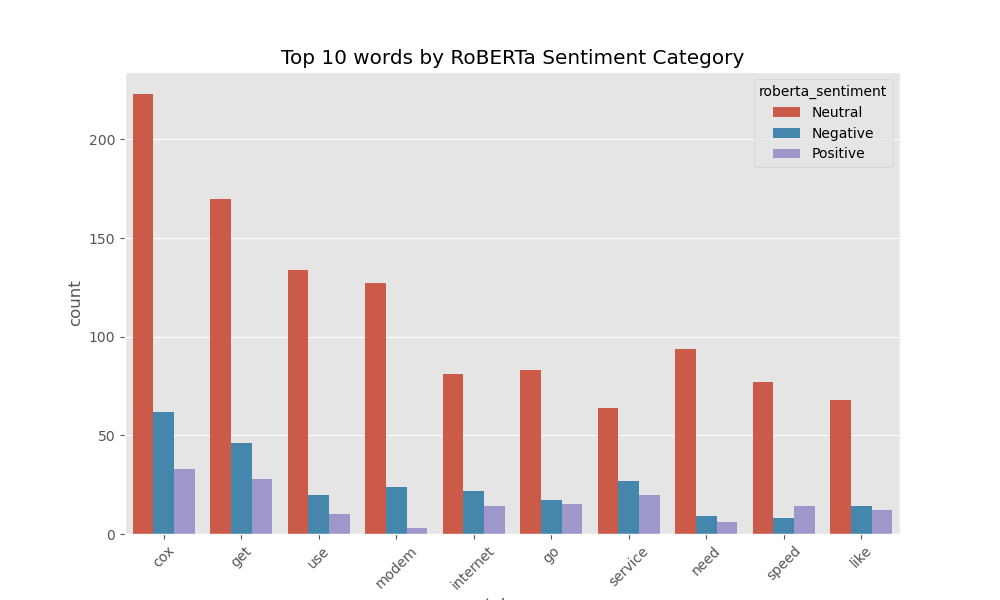 Top 10 words by RoBERTa Sentiment Category
roberta_sentiment
Neutral
Negative
Positive
count
200
150
100
50
0
cox
get
use
modem
internet
go
service
need
speed
like